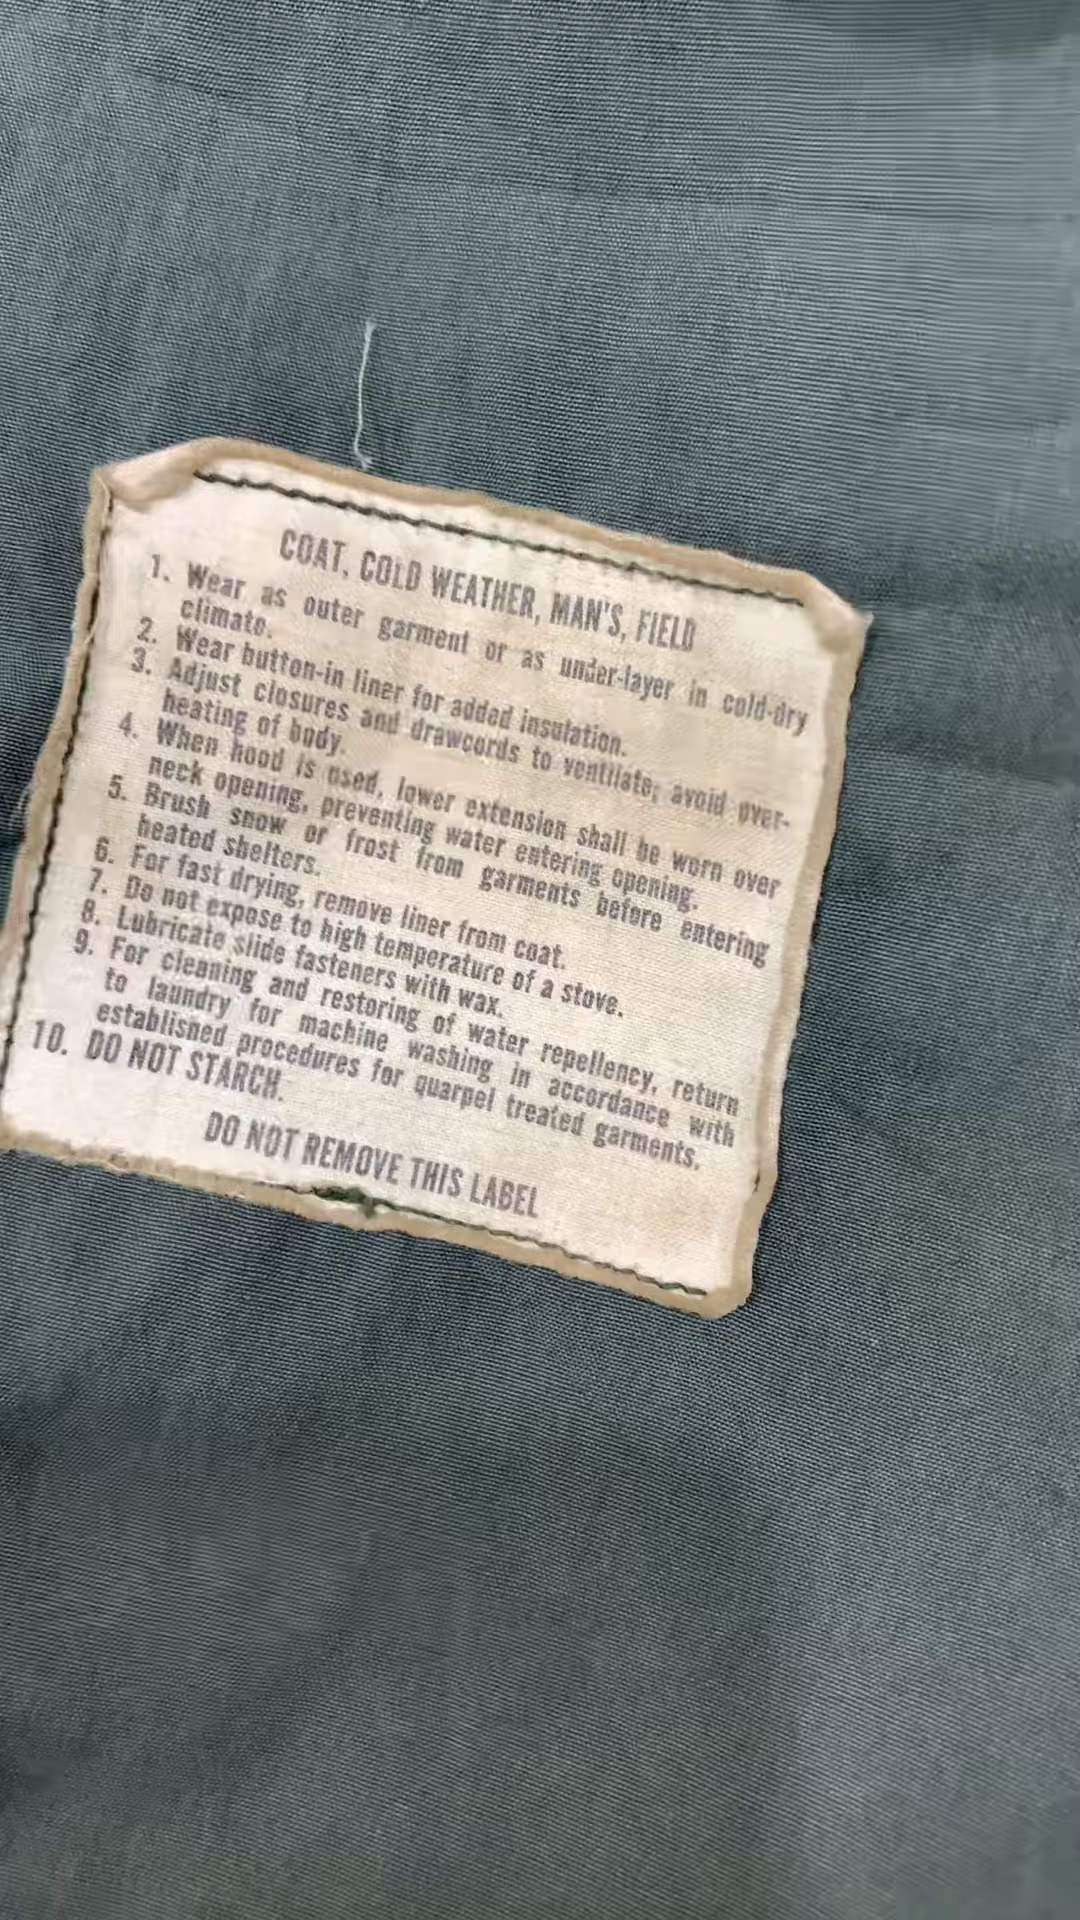 COAT, COLD WEATHER, MAN'S, FIELD
1. Wear as outer garment or as under-layer in cold-dry
climate.
2. Wear button-in liner for added insulation.
3. Adjust closures and drawcords to ventilate; avoid over-
heating of body.
4. When hood is used, lower extension shall be worn over
neck opening, preventing water entering opening.
5. Brush snow or frost from garments before entering
heated shelters.
6. For fast drying, remove liner from coat.
7. Do not expose to high temperature of a stove.
8. Lubricate slide fasteners with wax.
9. For cleaning and restoring of water repellency, return
to laundry for machine washing in accordance with
established procedures for quarpel treated garments.
10. DO NOT STARCH.
DO NOT REMOVE THIS LABEL